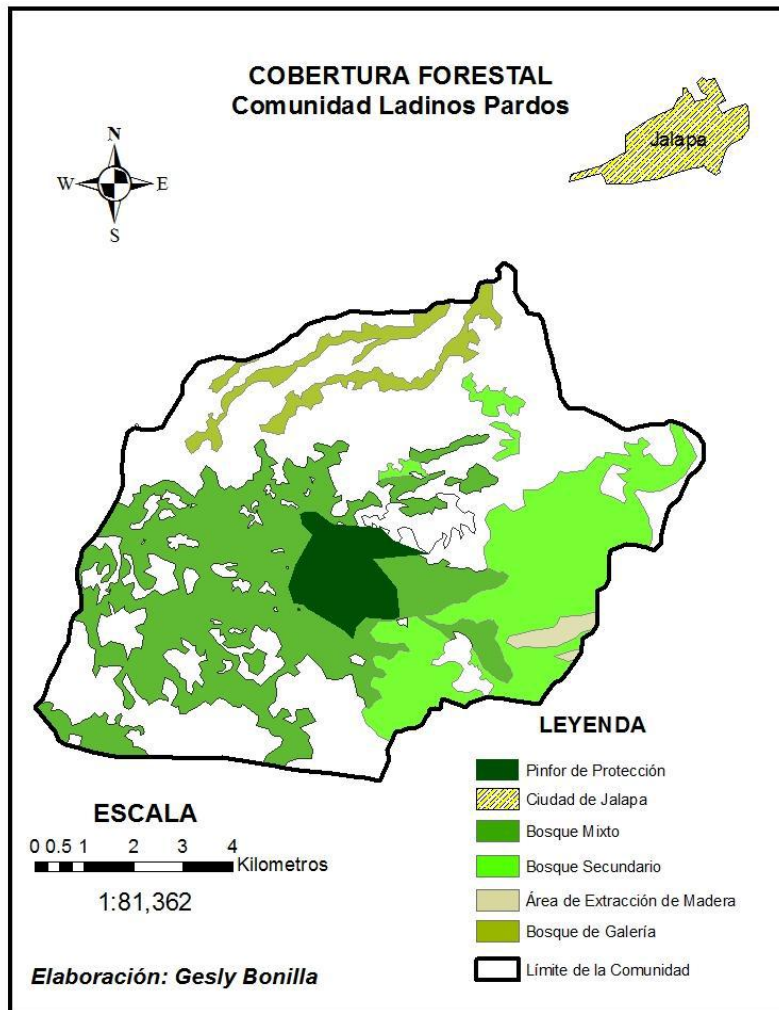 COBERTURA FORESTAL
Comunidad Ladinos Pardos
Jalapa
N
W
E
S
LEYENDA
Pinfor de Protección
Ciudad de Jalapa
Bosque Mixto
Bosque Secundario
Área de Extracción de Madera
Bosque de Galería
Límite de la Comunidad
ESCALA
0 0.5 1 2 3 4
Kilometros
1:81,362
Elaboración: Gesly Bonilla